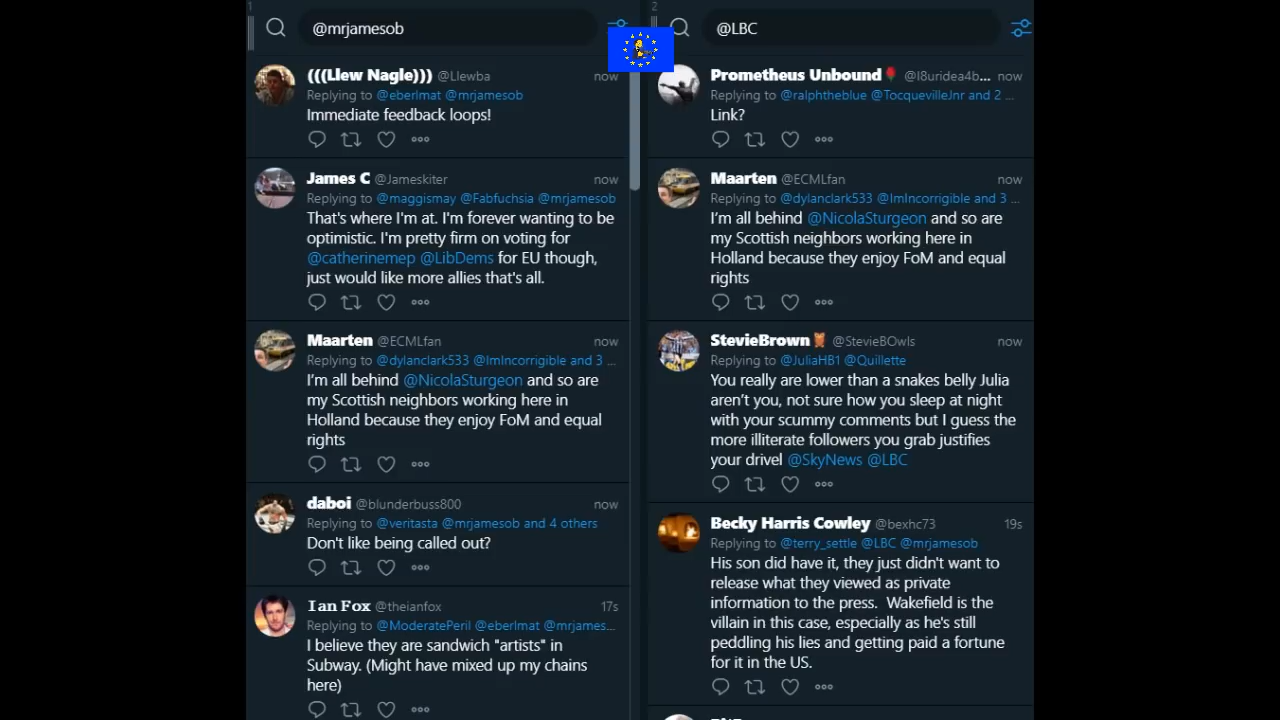 1
@mrjamesob
(((Llew Nagle))) @Llewba now
Replying to @eberlmat @mrjamesob
Immediate feedback loops!
James C @Jameskiter now
Replying to @maggismay @Fabfuchsia @mrjamesob
That's where I'm at. I'm forever wanting to be
optimistic. I'm pretty firm on voting for
@catherinemep @LibDems for EU though,
just would like more allies that's all.
Maarten @ECMLfan now
Replying to @dylanclark533 @ImIncorrigible and 3 ...
I'm all behind @NicolaSturgeon and so are
my Scottish neighbors working here in
Holland because they enjoy FoM and equal
rights
daboi @blunderbuss800 now
Replying to @veritasta @mrjamesob and 4 others
Don't like being called out?
Ian Fox @theianfox 17s
Replying to @ModeratePeril @eberlmat @mrjames...
I believe they are sandwich "artists" in
Subway. (Might have mixed up my chains
here)
2
@LBC
Prometheus Unbound @l8uridea4b... now
Replying to @ralphtheblue @TocquevilleJnr and 2 ...
Link?
Maarten @ECMLfan now
Replying to @dylanclark533 @ImIncorrigible and 3 ...
I'm all behind @NicolaSturgeon and so are
my Scottish neighbors working here in
Holland because they enjoy FoM and equal
rights
StevieBrown @StevieBOwls now
Replying to @JuliaHB1 @Quillette
You really are lower than a snakes belly Julia
aren't you, not sure how you sleep at night
with your scummy comments but I guess the
more illiterate followers you grab justifies
your drivel @SkyNews @LBC
Becky Harris Cowley @bexhc73 19s
Replying to @terry_settle @LBC @mrjamesob
His son did have it, they just didn't want to
release what they viewed as private
information to the press. Wakefield is the
villain in this case, especially as he's still
peddling his lies and getting paid a fortune
for it in the US.